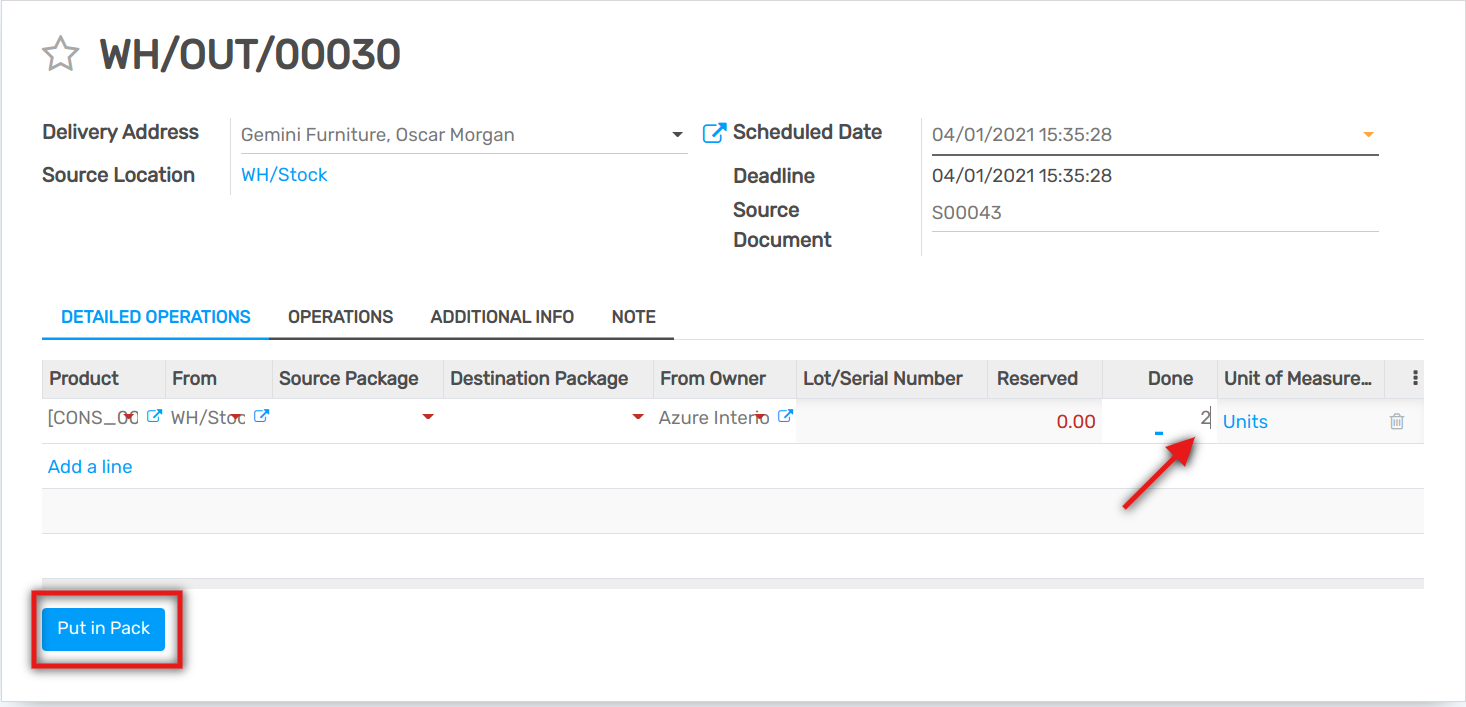 WH/OUT/00030
Delivery Address
Gemini Furniture, Oscar Morgan
Scheduled Date
04/01/2021 15:35:28
Source Location
WH/Stock
Deadline
04/01/2021 15:35:28
Source Document
S00043
DETAILED OPERATIONS OPERATIONS ADDITIONAL INFO NOTE
Product From Source Package Destination Package From Owner Lot/Serial Number Reserved Done Unit of Measure...
[CONS_00 WH/Stoc Azure Interio 0.00 2 Units
Add a line
Put in Pack